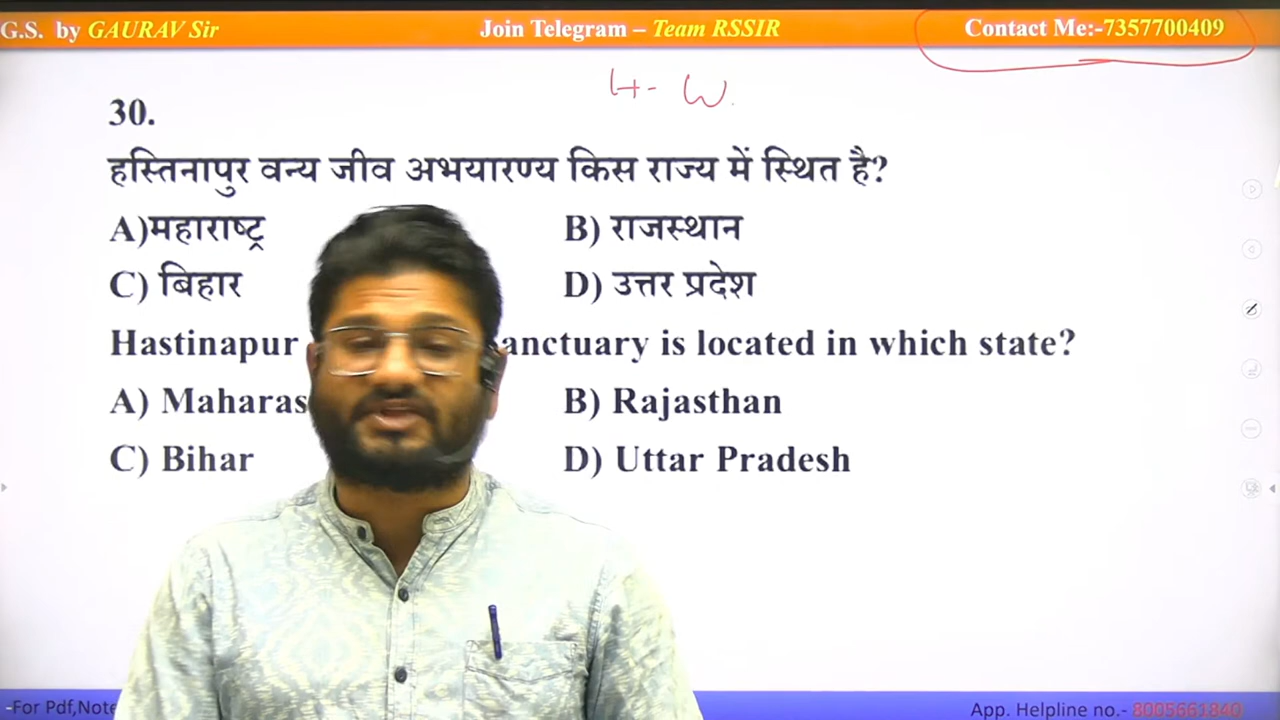 G.S. by GAURAV Sir Join Telegram – Team RSSIR Contact Me:-7357700409
H- W.
30.
हस्तिनापुर वन्य जीव अभयारण्य किस राज्य में स्थित है?
A)महाराष्ट्र B) राजस्थान
C) बिहार D) उत्तर प्रदेश
Hastinapur anctuary is located in which state?
A) Maharas B) Rajasthan
C) Bihar D) Uttar Pradesh
-For Pdf,Note App. Helpline no.- 8005661840